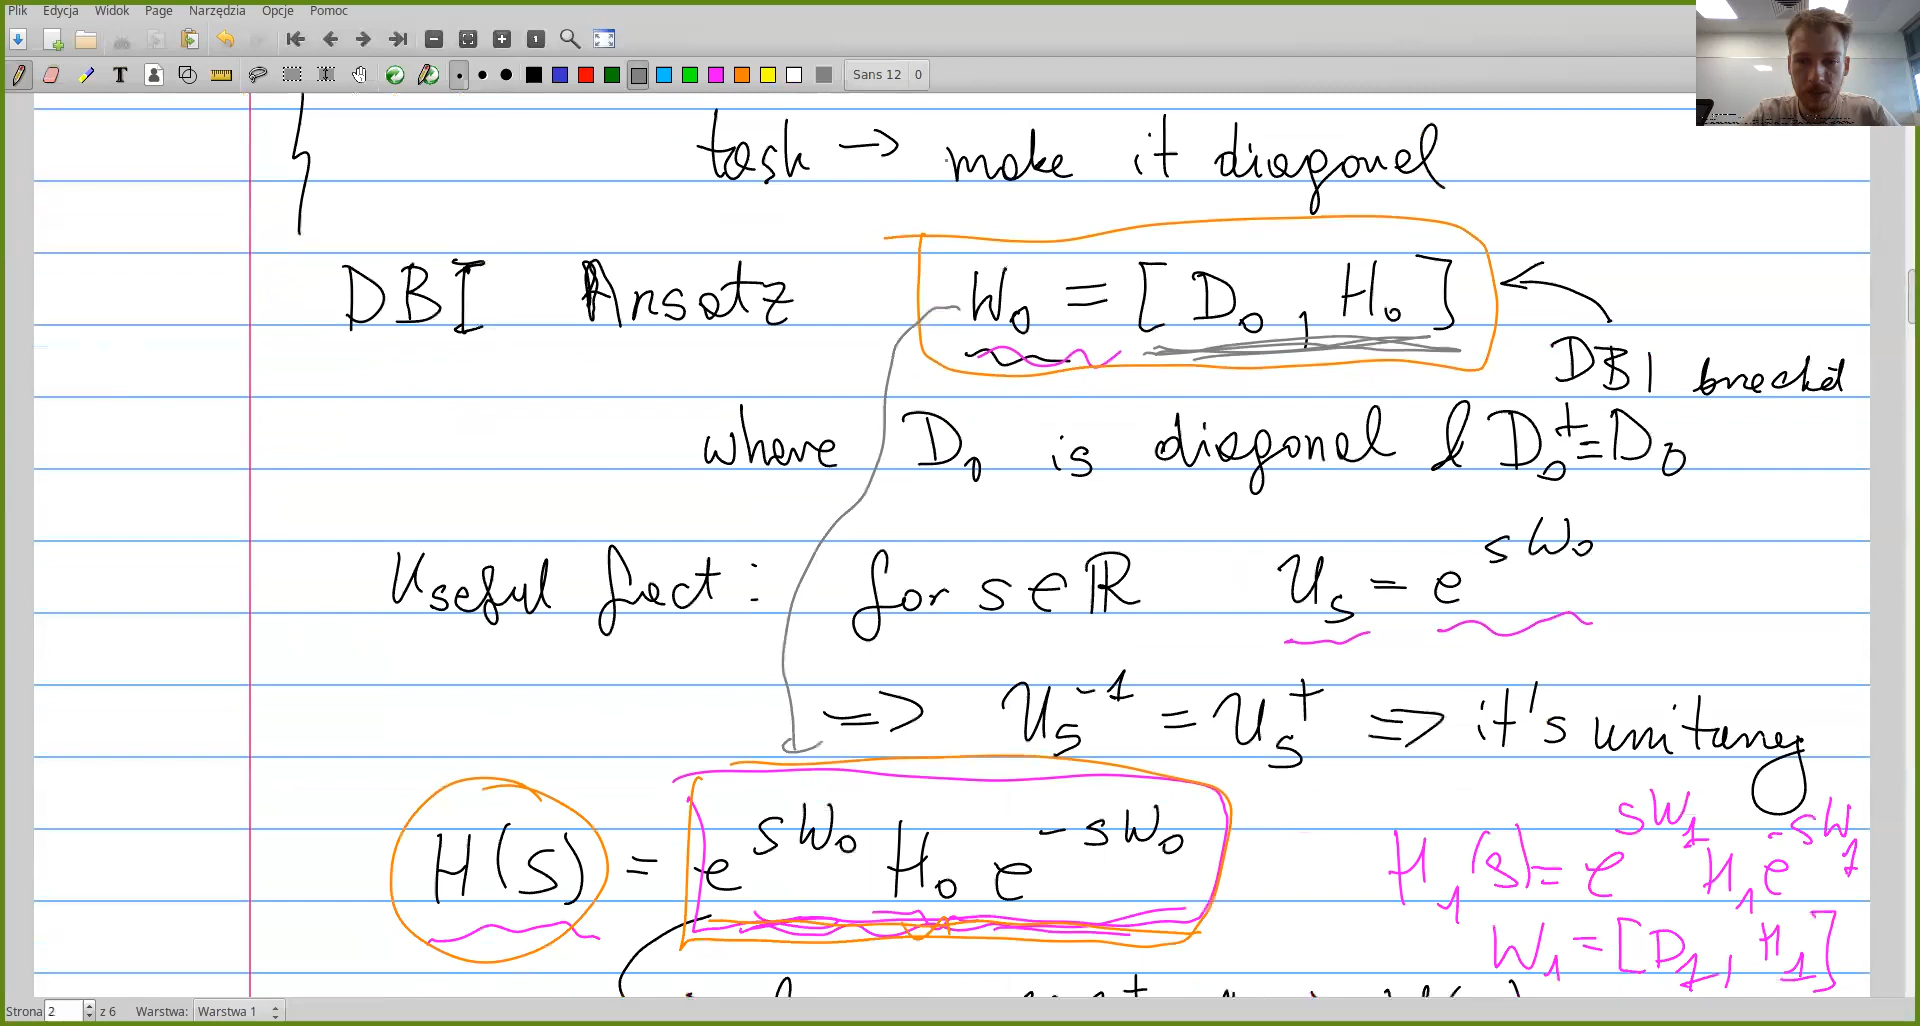 Plik Edycja Widok Page Narzędzia Opcje Pomoc
Sans 12 0
task → make it diagonal
DBI Ansatz W₀ = [D₀, H₀]
DBI bracket
where D₀ is diagonal & D₀† = D₀
Useful fact: for s ∈ ℝ U_s = e^{sW₀}
=> U_s^{-1} = U_s^† => it's unitary
H(s) = e^{sW₀} H₀ e^{-sW₀}
H₁(s) = e^{sW₁} H₁ e^{-sW₁}
W₁ = [D₁, H₁]
Strona 2 z 6 Warstwa: Warstwa 1